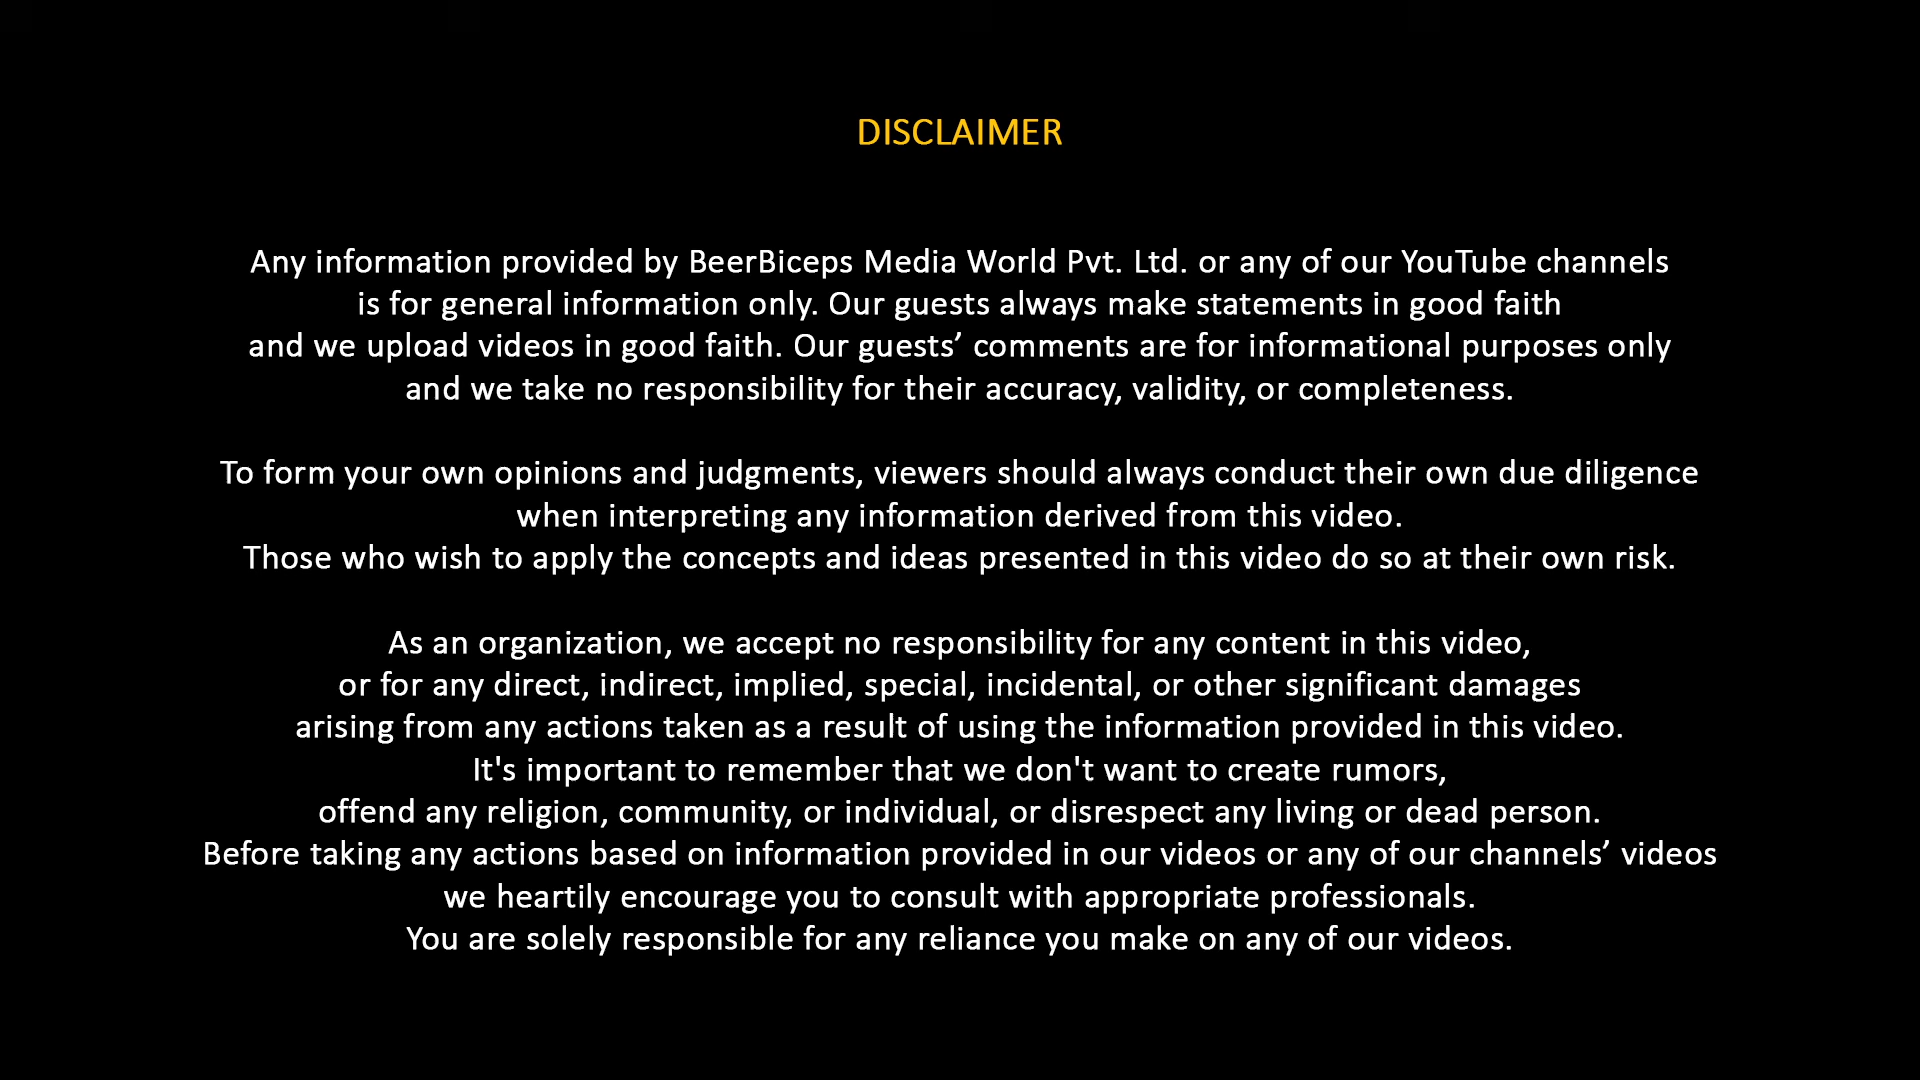 DISCLAIMER
Any information provided by BeerBiceps Media World Pvt. Ltd. or any of our YouTube channels
is for general information only. Our guests always make statements in good faith
and we upload videos in good faith. Our guests’ comments are for informational purposes only
and we take no responsibility for their accuracy, validity, or completeness.
To form your own opinions and judgments, viewers should always conduct their own due diligence
when interpreting any information derived from this video.
Those who wish to apply the concepts and ideas presented in this video do so at their own risk.
As an organization, we accept no responsibility for any content in this video,
or for any direct, indirect, implied, special, incidental, or other significant damages
arising from any actions taken as a result of using the information provided in this video.
It's important to remember that we don't want to create rumors,
offend any religion, community, or individual, or disrespect any living or dead person.
Before taking any actions based on information provided in our videos or any of our channels’ videos
we heartily encourage you to consult with appropriate professionals.
You are solely responsible for any reliance you make on any of our videos.